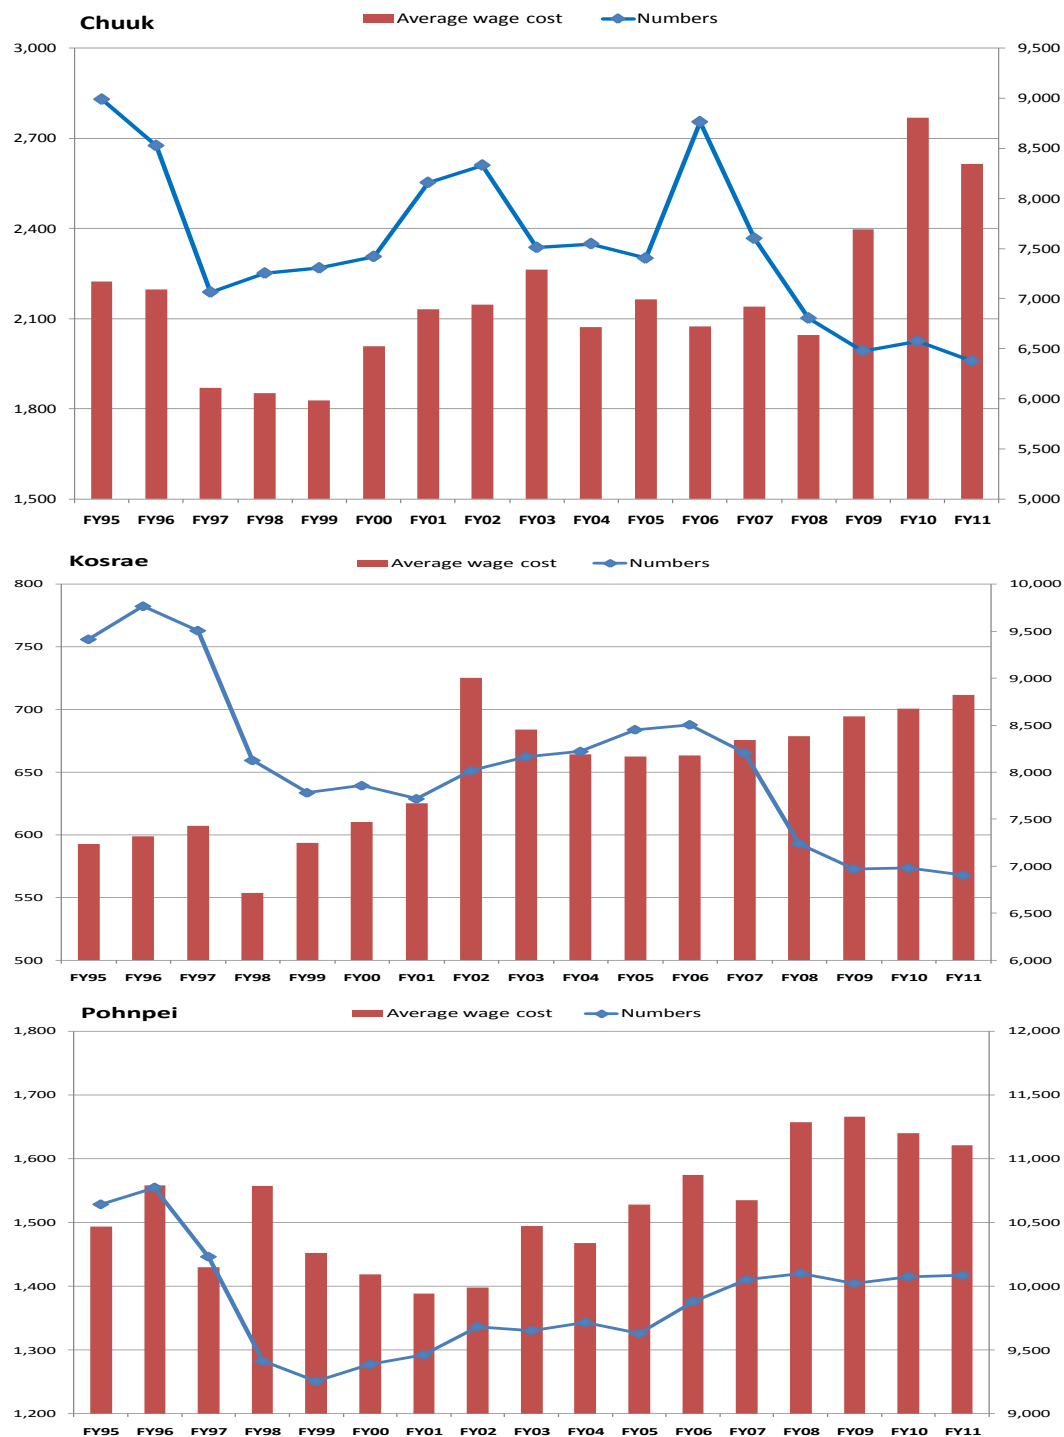 Chuuk
Average wage cost Numbers
3,000 9,500
9,000
2,700 8,500
8,000
2,400 7,500
7,000
2,100 6,500
6,000
1,800 5,500
1,500 5,000
FY95 FY96 FY97 FY98 FY99 FY00 FY01 FY02 FY03 FY04 FY05 FY06 FY07 FY08 FY09 FY10 FY11
Kosrae
Average wage cost Numbers
800 10,000
750 9,500
9,000
700 8,500
650 8,000
600 7,500
7,000
550 6,500
500 6,000
FY95 FY96 FY97 FY98 FY99 FY00 FY01 FY02 FY03 FY04 FY05 FY06 FY07 FY08 FY09 FY10 FY11
Pohnpei
Average wage cost Numbers
1,800 12,000
1,700 11,500
1,600 11,000
1,500 10,500
1,400 10,000
1,300 9,500
1,200 9,000
FY95 FY96 FY97 FY98 FY99 FY00 FY01 FY02 FY03 FY04 FY05 FY06 FY07 FY08 FY09 FY10 FY11